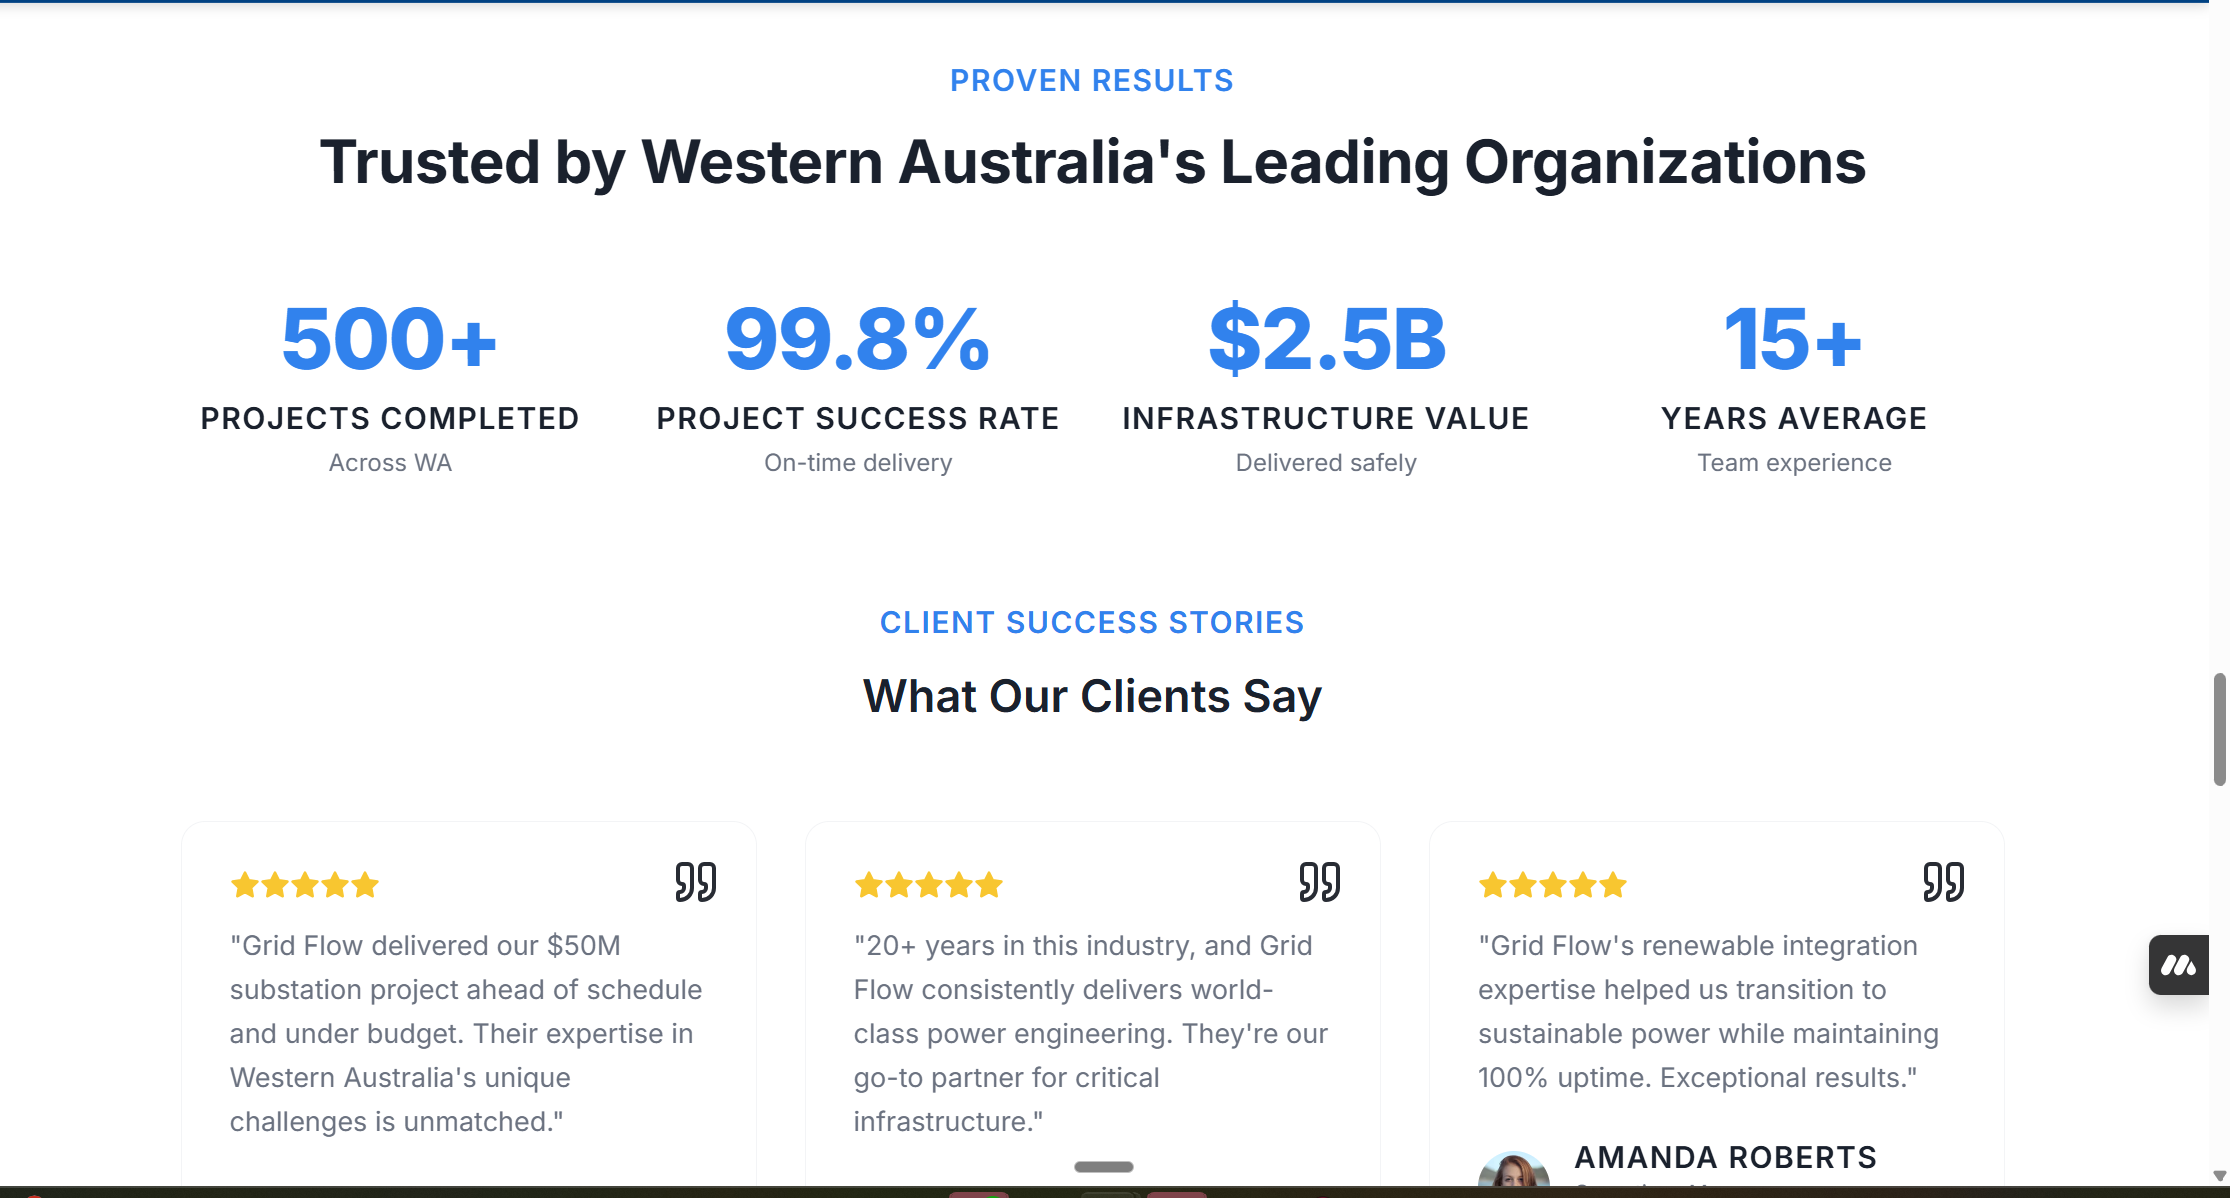 PROVEN RESULTS
Trusted by Western Australia's Leading Organizations
500+
PROJECTS COMPLETED
Across WA
99.8%
PROJECT SUCCESS RATE
On-time delivery
$2.5B
INFRASTRUCTURE VALUE
Delivered safely
15+
YEARS AVERAGE
Team experience
CLIENT SUCCESS STORIES
What Our Clients Say
"Grid Flow delivered our $50M
substation project ahead of schedule
and under budget. Their expertise in
Western Australia's unique
challenges is unmatched."
"20+ years in this industry, and Grid
Flow consistently delivers world-
class power engineering. They're our
go-to partner for critical
infrastructure."
"Grid Flow's renewable integration
expertise helped us transition to
sustainable power while maintaining
100% uptime. Exceptional results."
AMANDA ROBERTS